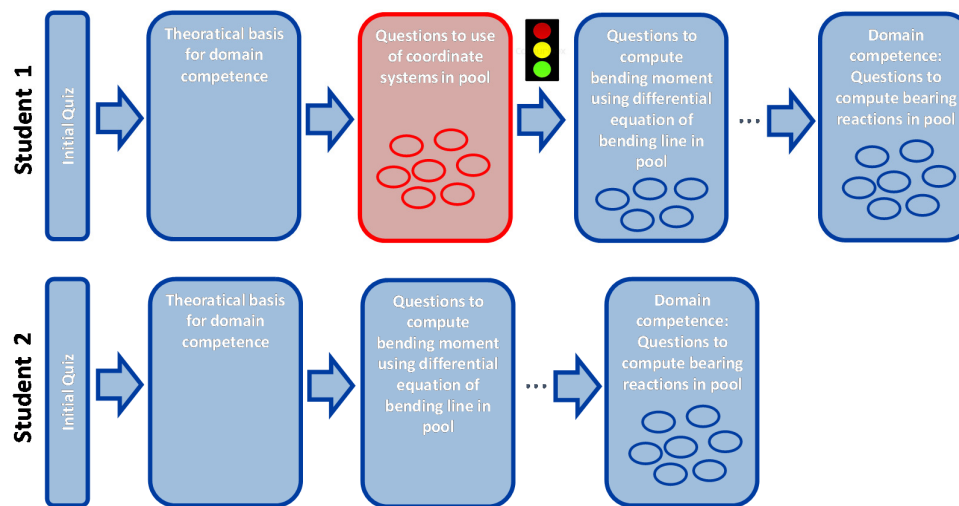 Student 1
Initial Quiz
Theoratical basis
for domain
competence
Questions to use
of coordinate
systems in pool
Questions to
compute
bending moment
using differential
equation of
bending line in
pool
...
Domain
competence:
Questions to
compute bearing
reactions in pool
Student 2
Initial Quiz
Theoratical basis
for domain
competence
Questions to
compute
bending moment
using differential
equation of
bending line in
pool
...
Domain
competence:
Questions to
compute bearing
reactions in pool